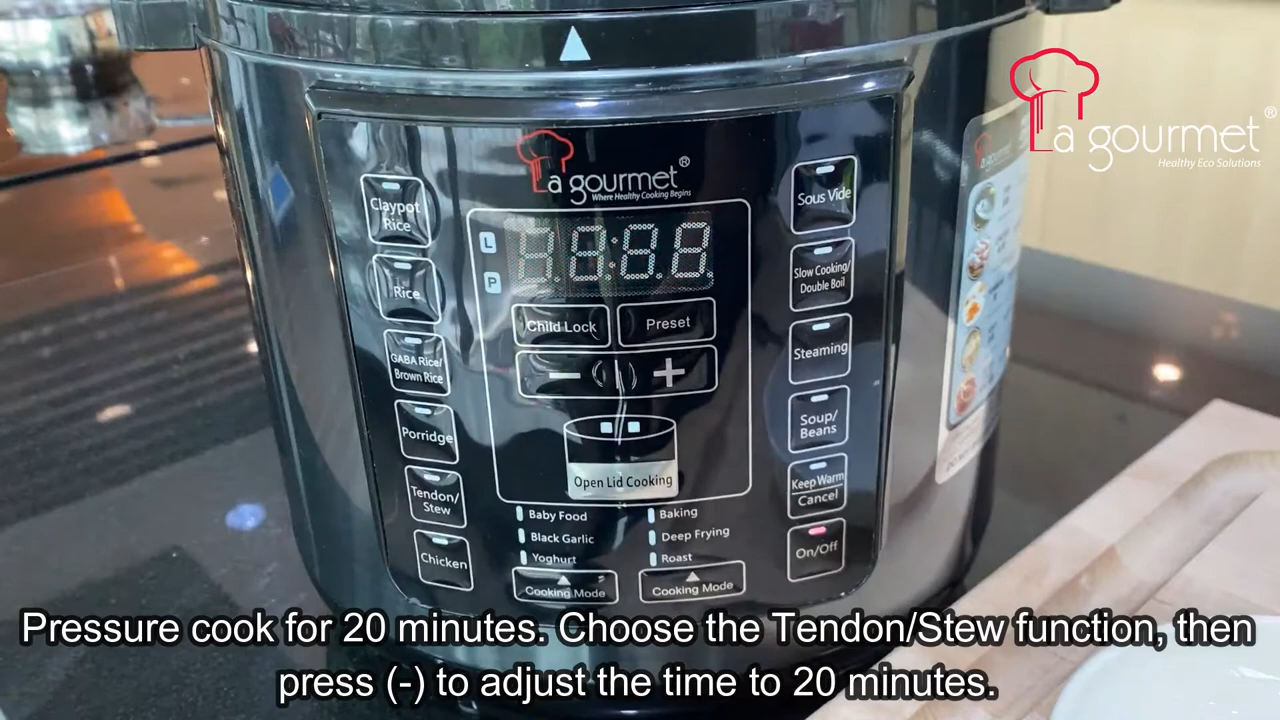 La gourmet®
Healthy Eco Solutions
La gourmet®
Where Healthy Cooking Begins
Claypot
Rice
Rice
GABA Rice/
Brown Rice
Porridge
Tendon/
Stew
Chicken
L
P
88:88
Child Lock
Preset
− +
Open Lid Cooking
Baby Food
Black Garlic
Yoghurt
Cooking Mode
Baking
Deep Frying
Roast
Cooking Mode
Sous Vide
Slow Cooking/
Double Boil
Steaming
Soup/
Beans
Keep Warm
Cancel
On/Off
Pressure cook for 20 minutes. Choose the Tendon/Stew function, then
press (-) to adjust the time to 20 minutes.